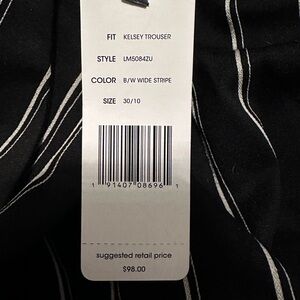 FIT KELSEY TROUSER
STYLE LM5084ZU
COLOR B/W WIDE STRIPE
SIZE 30/10
1 91407 08696 1
suggested retail price
$98.00